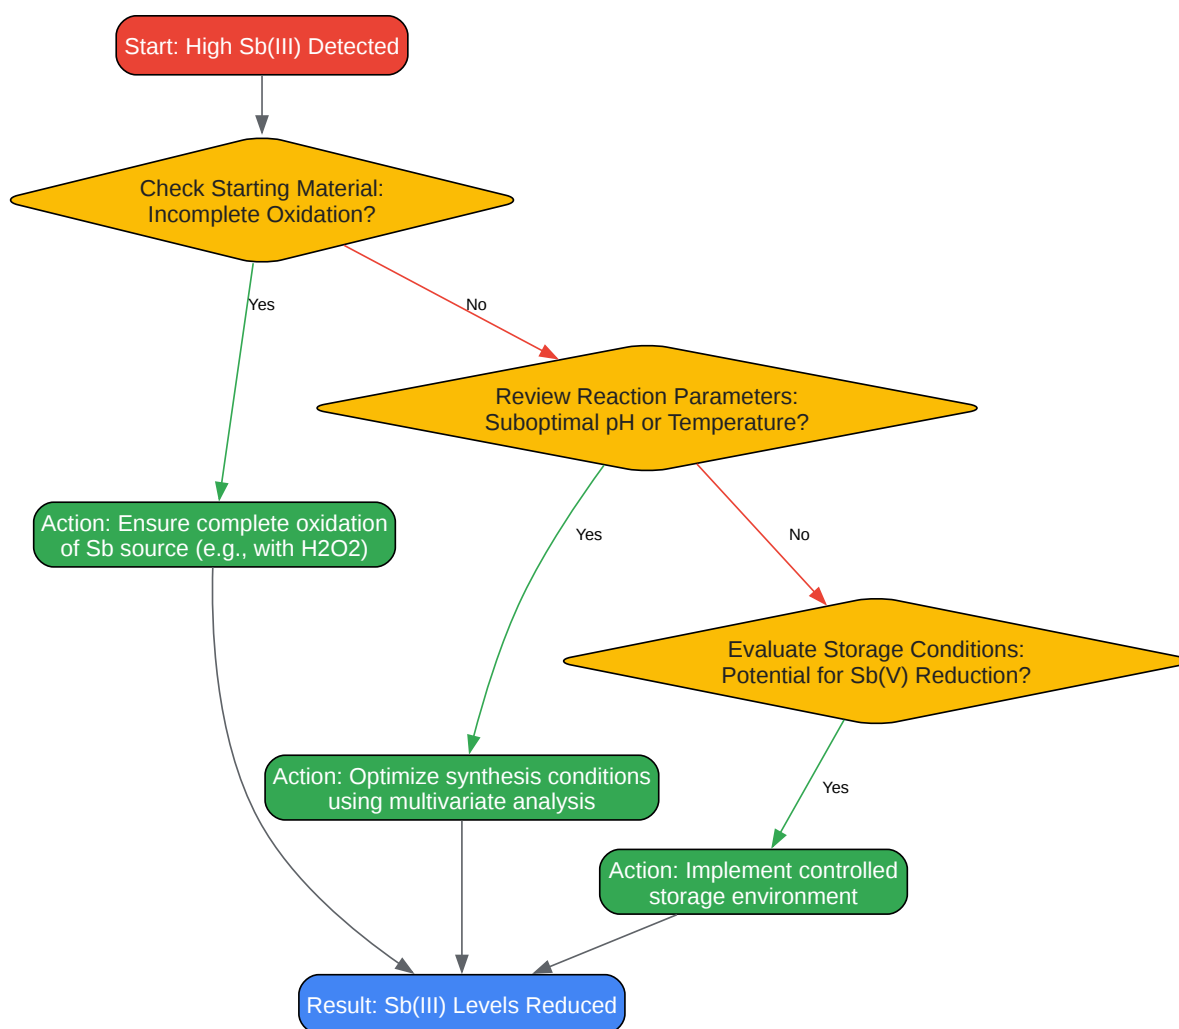 Start: High Sb(III) Detected
Check Starting Material:
Incomplete Oxidation?
Yes
No
Review Reaction Parameters:
Suboptimal pH or Temperature?
Action: Ensure complete oxidation
of Sb source (e.g., with H2O2)
Yes
No
Evaluate Storage Conditions:
Potential for Sb(V) Reduction?
Action: Optimize synthesis conditions
using multivariate analysis
Yes
Action: Implement controlled
storage environment
Result: Sb(III) Levels Reduced